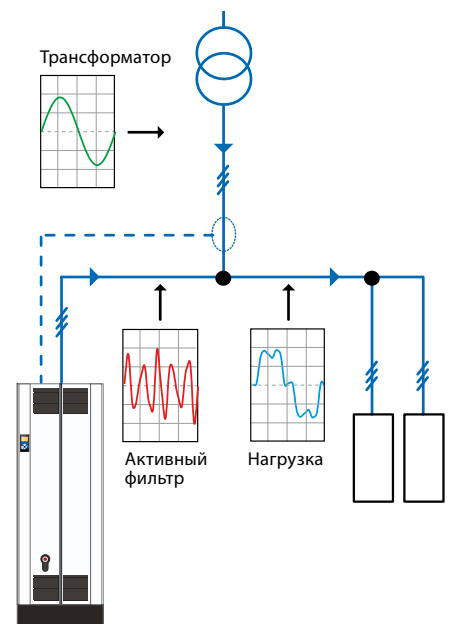 Трансформатор
Активный
фильтр
Нагрузка